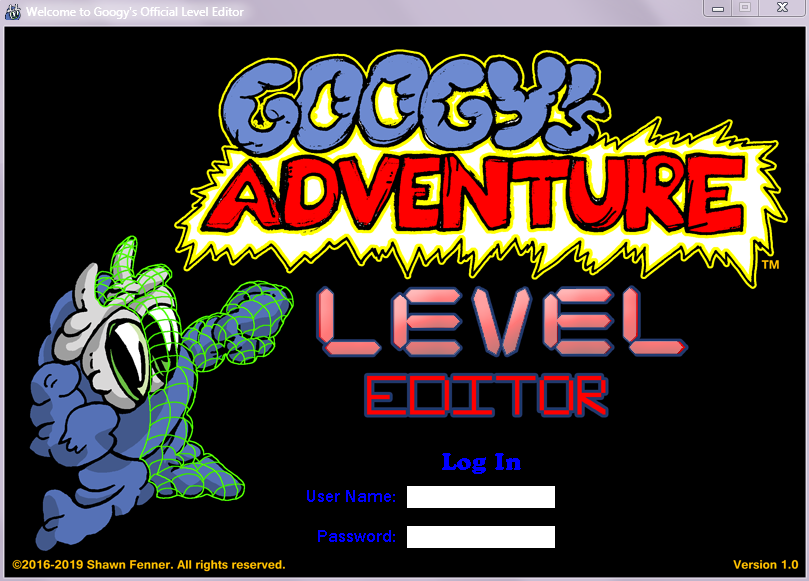 Welcome to Googy's Official Level Editor
GOOGY's
ADVENTURE
TM
LEVEL
EDITOR
Log In
User Name:
Password:
©2016-2019 Shawn Fenner. All rights reserved.
Version 1.0